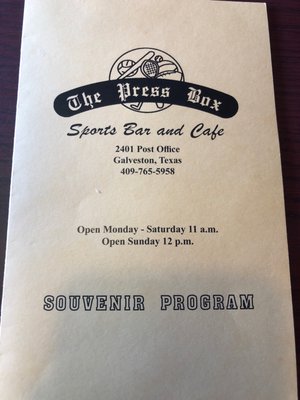 The Press Box
Sports Bar and Cafe
2401 Post Office
Galveston, Texas
409-765-5958
Open Monday - Saturday 11 a.m.
Open Sunday 12 p.m.
SOUVENIR PROGRAM